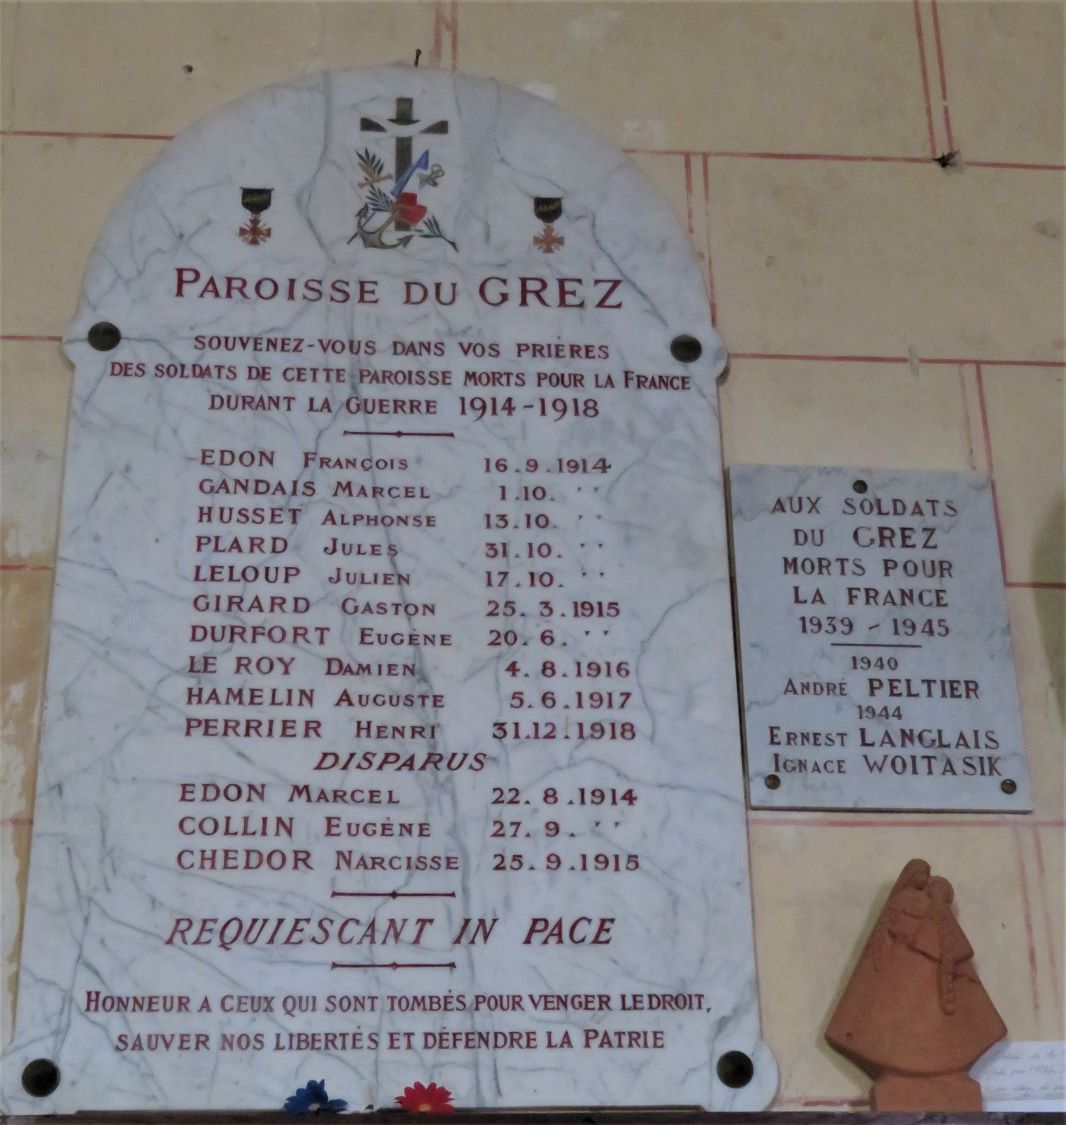 PAROISSE DU GREZ
SOUVENEZ-VOUS DANS VOS PRIÈRES
DES SOLDATS DE CETTE PAROISSE MORTS POUR LA FRANCE
DURANT LA GUERRE 1914-1918
EDON FRANÇOIS 16.9.1914
GANDAIS MARCEL 1.10. "
HUSSET ALPHONSE 13.10. "
PLARD JULES 31.10. "
LELOUP JULIEN 17.10. "
GIRARD GASTON 25.3.1915
DURFORT EUGÈNE 20.6. "
LE ROY DAMIEN 4.8.1916
HAMELIN AUGUSTE 5.6.1917
PERRIER HENRI 31.12.1918
DISPARUS
EDON MARCEL 22.8.1914
COLLIN EUGÈNE 27.9. "
CHEDOR NARCISSE 25.9.1915
REQUIESCANT IN PACE
HONNEUR A CEUX QUI SONT TOMBÉS POUR VENGER LE DROIT,
SAUVER NOS LIBERTÉS ET DÉFENDRE LA PATRIE
AUX SOLDATS
DU GREZ
MORTS POUR
LA FRANCE
1939 - 1945
1940
ANDRÉ PELTIER
1944
ERNEST LANGLAIS
IGNACE WOITASIK